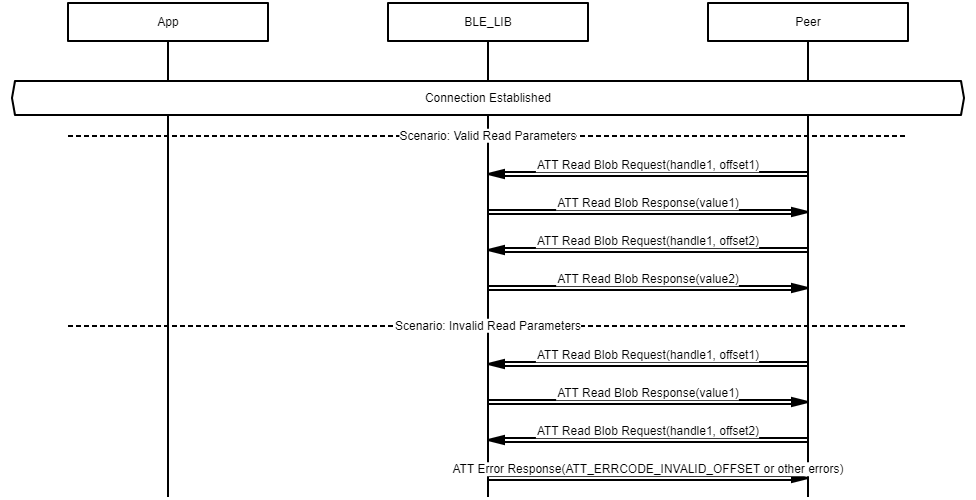 App
BLE_LIB
Peer
Connection Established
Scenario: Valid Read Parameters
ATT Read Blob Request(handle1, offset1)
ATT Read Blob Response(value1)
ATT Read Blob Request(handle1, offset2)
ATT Read Blob Response(value2)
Scenario: Invalid Read Parameters
ATT Read Blob Request(handle1, offset1)
ATT Read Blob Response(value1)
ATT Read Blob Request(handle1, offset2)
ATT Error Response(ATT_ERRCODE_INVALID_OFFSET or other errors)